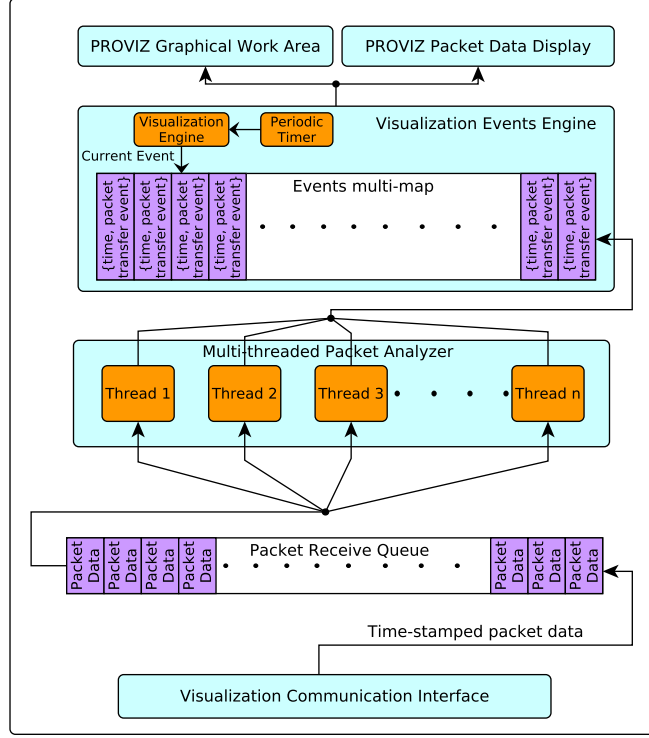 PROVIZ Graphical Work Area
PROVIZ Packet Data Display
Visualization Events Engine
Visualization
Engine
Periodic
Timer
Current Event
Events multi-map
{time, packet
transfer event}
{time, packet
transfer event}
{time, packet
transfer event}
{time, packet
transfer event}
{time, packet
transfer event}
{time, packet
transfer event}
Multi-threaded Packet Analyzer
Thread 1
Thread 2
Thread 3
Thread n
Packet Receive Queue
Packet
Data
Packet
Data
Packet
Data
Packet
Data
Packet
Data
Packet
Data
Packet
Data
Time-stamped packet data
Visualization Communication Interface